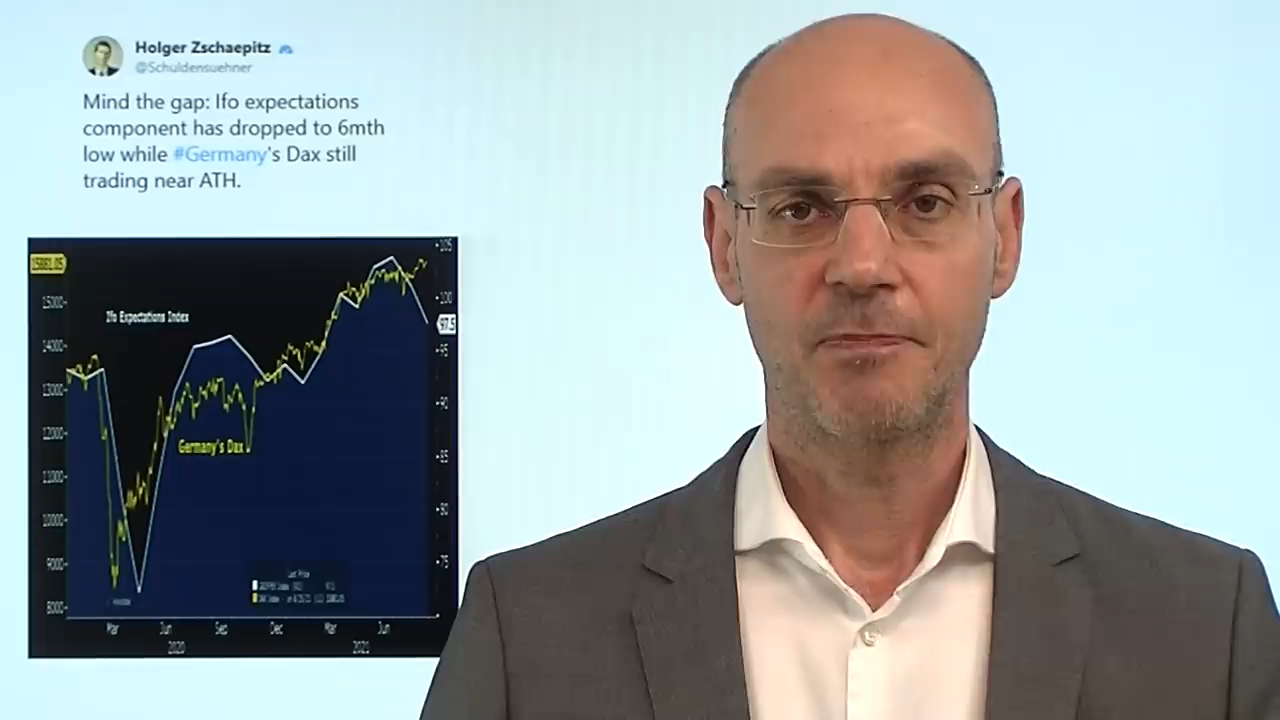 Holger Zschaepitz
@Schuldensuehner
Mind the gap: Ifo expectations
component has dropped to 6mth
low while #Germany's Dax still
trading near ATH.
105
15000
100
Ifo Expectations Index
97.5
14000
95
13000
90
12000
Germany's Dax
11000
85
10000
80
9000
75
Last Price
8000
Mar Jun Sep Dec Mar Jun
2020 2021